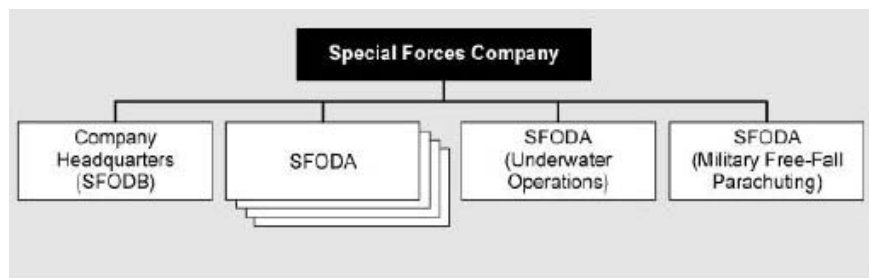 Special Forces Company
Company
Headquarters
(SFODB)
SFODA
SFODA
(Underwater
Operations)
SFODA
(Military Free-Fall
Parachuting)